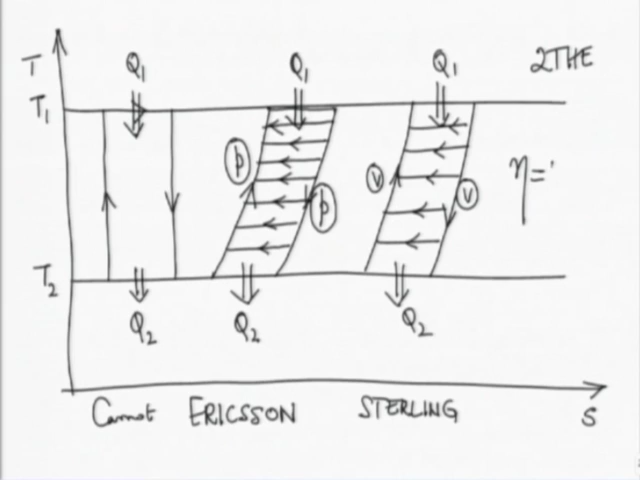 T Q1 Q1 Q1 2THE
T1
p v v η=
p
T2
Q2 Q2 Q2
Carnot ERICSSON STERLING s